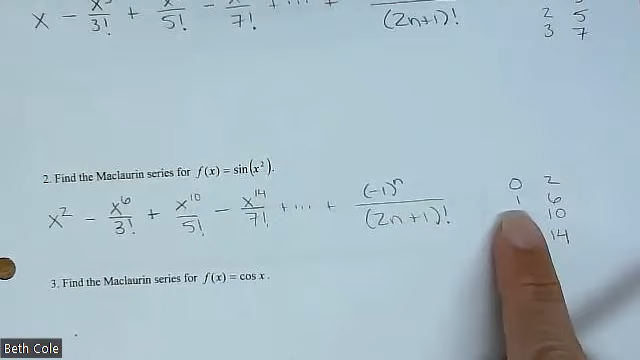 x - x³/3! + x/5! - x/7! + ... + /(2n+1)!
2 5
3 7
2. Find the Maclaurin series for f(x) = sin(x²).
x² - x⁶/3! + x¹⁰/5! - x¹⁴/7! + ... + (-1)ⁿ/(2n+1)!
0 2
1 6
10
14
3. Find the Maclaurin series for f(x) = cos x.
Beth Cole